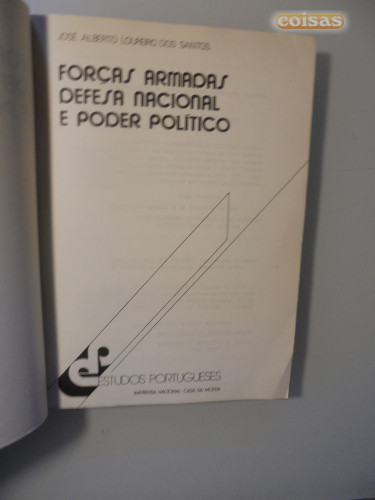 coisas
JOSÉ ALBERTO LOUREIRO DOS SANTOS
FORÇAS ARMADAS
DEFESA NACIONAL
E PODER POLÍTICO
ep
ESTUDOS PORTUGUESES
IMPRENSA NACIONAL · CASA DA MOEDA